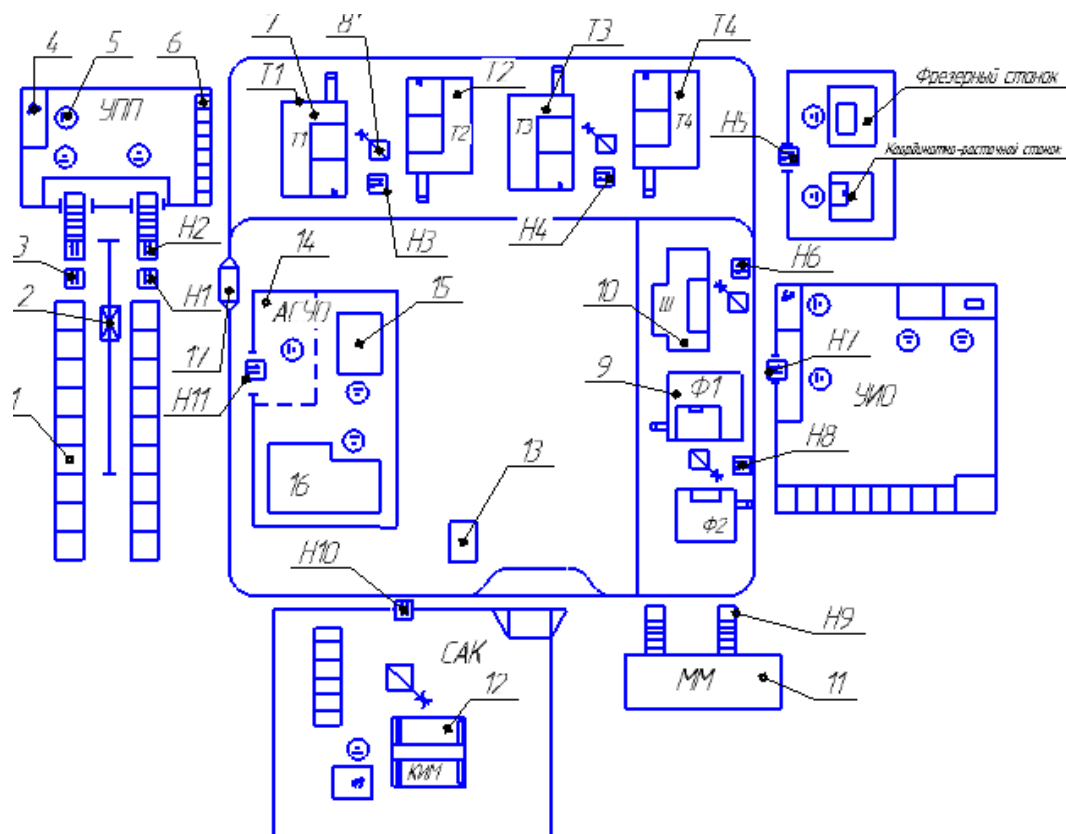 4
5
6
7
8'
Т3
Т4
УПП
Т1
Т2
Т1
Т2
Т3
Т4
Н5
Фрезерный станок
Координатно-расточной станок
3
Н2
Н3
Н4
14
15
Н6
2
Н1
АГУО
10
Ш
17
Н7
1
Н11
9
Ф1
УИО
13
Н8
16
Ф2
Н10
Н9
САК
12
ММ
11
КИМ